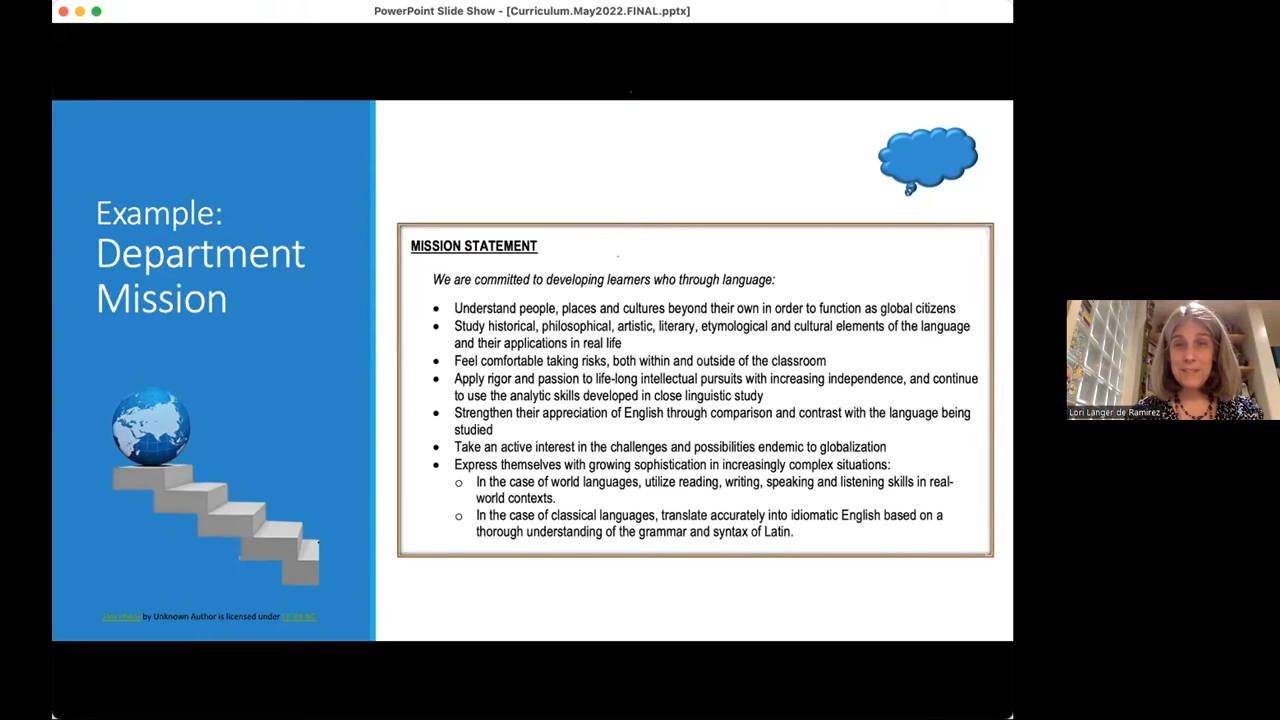 PowerPoint Slide Show - [Curriculum.May2022.FINAL.pptx]
Example:
Department
Mission
MISSION STATEMENT
We are committed to developing learners who through language:
• Understand people, places and cultures beyond their own in order to function as global citizens
• Study historical, philosophical, artistic, literary, etymological and cultural elements of the language
and their applications in real life
• Feel comfortable taking risks, both within and outside of the classroom
• Apply rigor and passion to life-long intellectual pursuits with increasing independence, and continue
to use the analytic skills developed in close linguistic study
• Strengthen their appreciation of English through comparison and contrast with the language being
studied
• Take an active interest in the challenges and possibilities endemic to globalization
• Express themselves with growing sophistication in increasingly complex situations:
o In the case of world languages, utilize reading, writing, speaking and listening skills in real-
world contexts.
o In the case of classical languages, translate accurately into idiomatic English based on a
thorough understanding of the grammar and syntax of Latin.
by Unknown Author is licensed under
Lori Langer de Ramirez